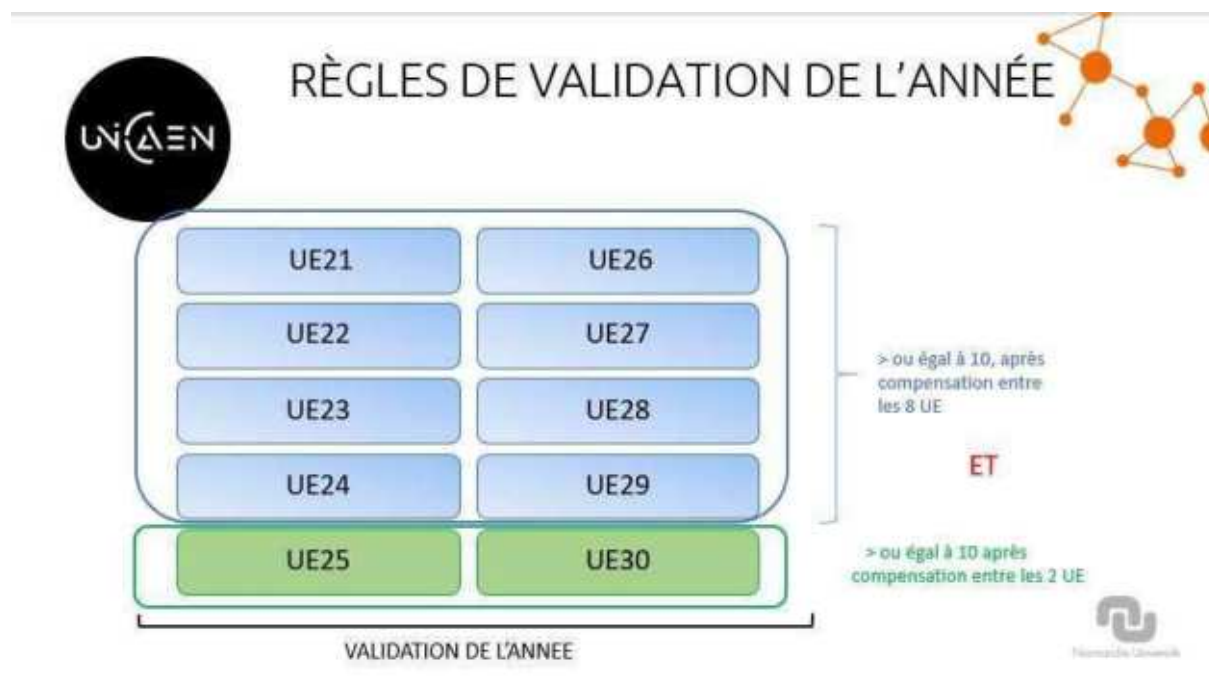 RÈGLES DE VALIDATION DE L'ANNÉE
UNICAEN
UE21
UE26
UE22
UE27
UE23
UE28
UE24
UE29
UE25
UE30
> ou égal à 10, après
compensation entre
les 8 UE
ET
> ou égal à 10 après
compensation entre les 2 UE
VALIDATION DE L'ANNEE
Normandie Université